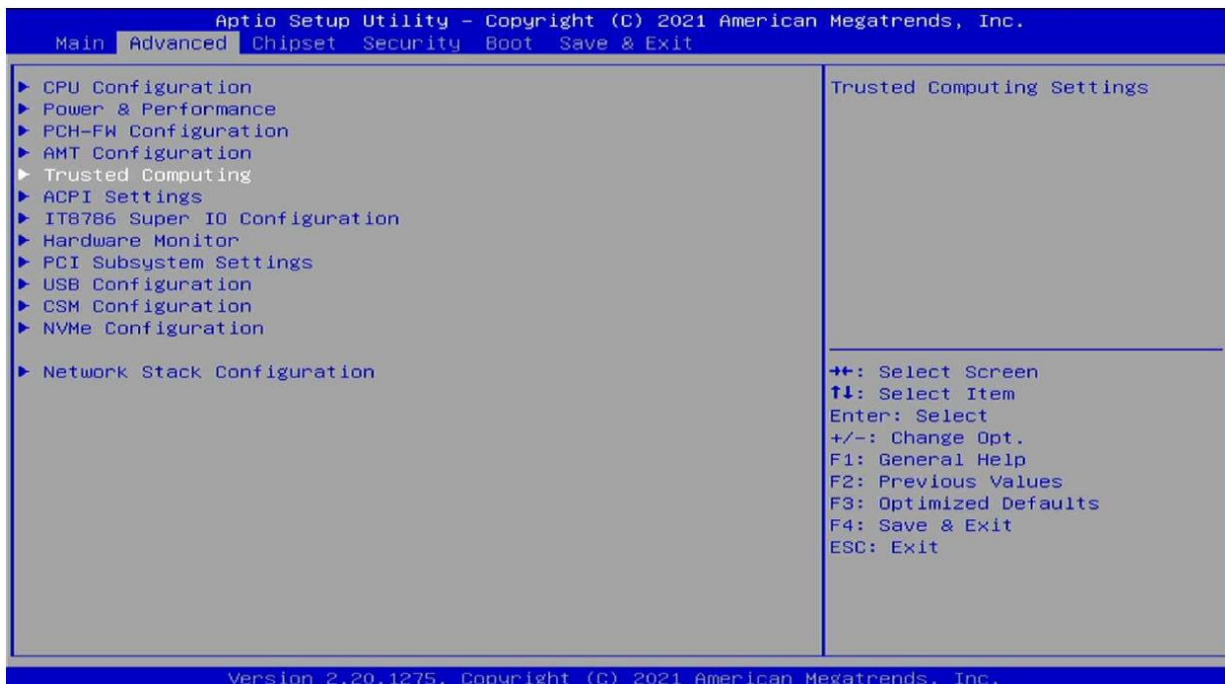 Aptio Setup Utility – Copyright (C) 2021 American Megatrends, Inc.
Main Advanced Chipset Security Boot Save & Exit
► CPU Configuration
► Power & Performance
► PCH-FW Configuration
► AMT Configuration
► Trusted Computing
► ACPI Settings
► IT8786 Super IO Configuration
► Hardware Monitor
► PCI Subsystem Settings
► USB Configuration
► CSM Configuration
► NVMe Configuration
► Network Stack Configuration
Trusted Computing Settings
→←: Select Screen
↑↓: Select Item
Enter: Select
+/-: Change Opt.
F1: General Help
F2: Previous Values
F3: Optimized Defaults
F4: Save & Exit
ESC: Exit
Version 2.20.1275. Copyright (C) 2021 American Megatrends, Inc.